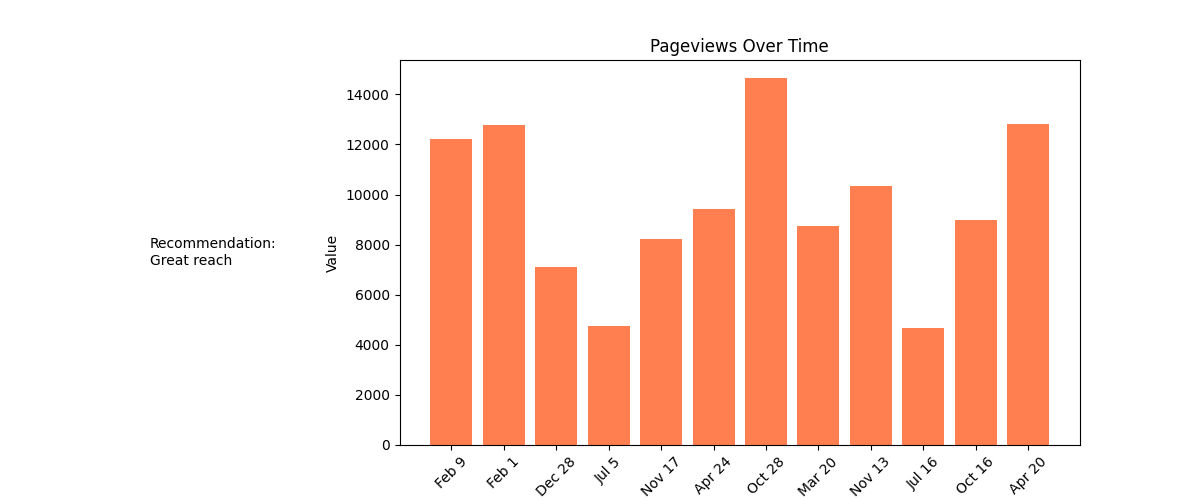 Pageviews Over Time
Recommendation:
Great reach
Value
14000
12000
10000
8000
6000
4000
2000
0
Feb 9
Feb 1
Dec 28
Jul 5
Nov 17
Apr 24
Oct 28
Mar 20
Nov 13
Jul 16
Oct 16
Apr 20